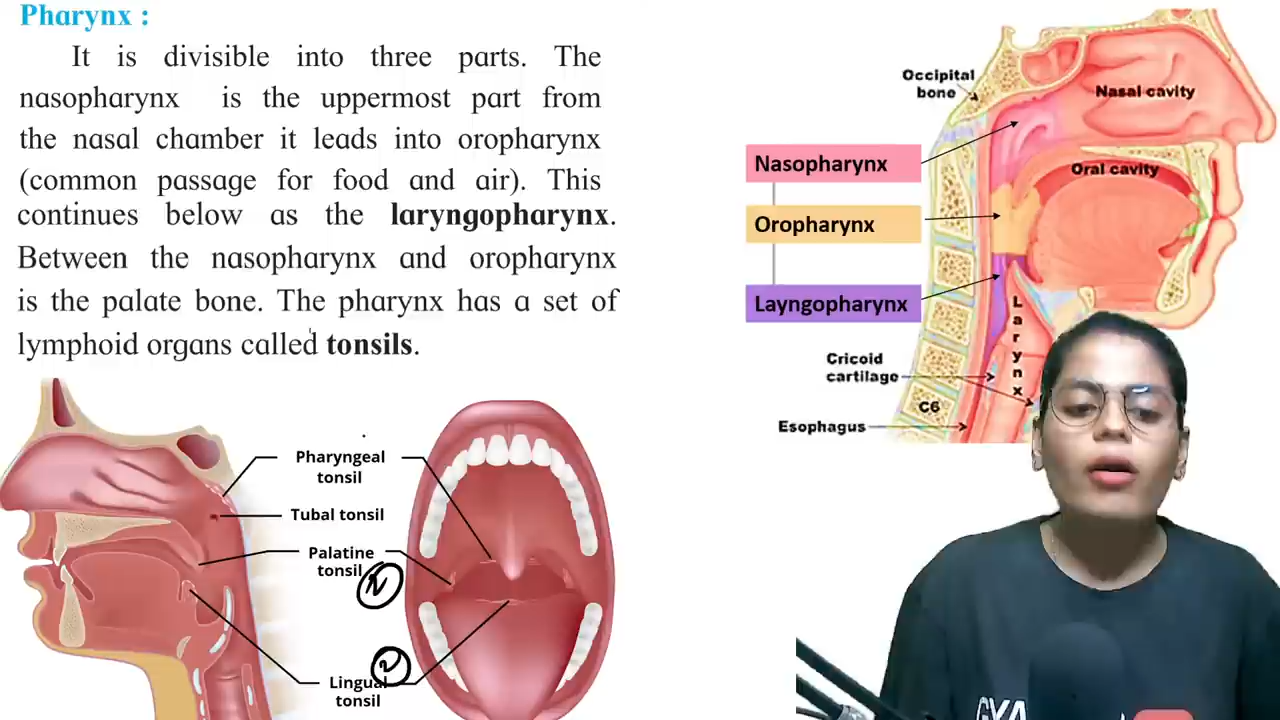 Pharynx :
It is divisible into three parts. The
nasopharynx is the uppermost part from
the nasal chamber it leads into oropharynx
(common passage for food and air). This
continues below as the laryngopharynx.
Between the nasopharynx and oropharynx
is the palate bone. The pharynx has a set of
lymphoid organs called tonsils.
Pharyngeal
tonsil
Tubal tonsil
Palatine
tonsil
Lingual
tonsil
Occipital
bone
Nasal cavity
Nasopharynx
Oral cavity
Oropharynx
Layngopharynx
Larynx
Cricoid
cartilage
C6
Esophagus